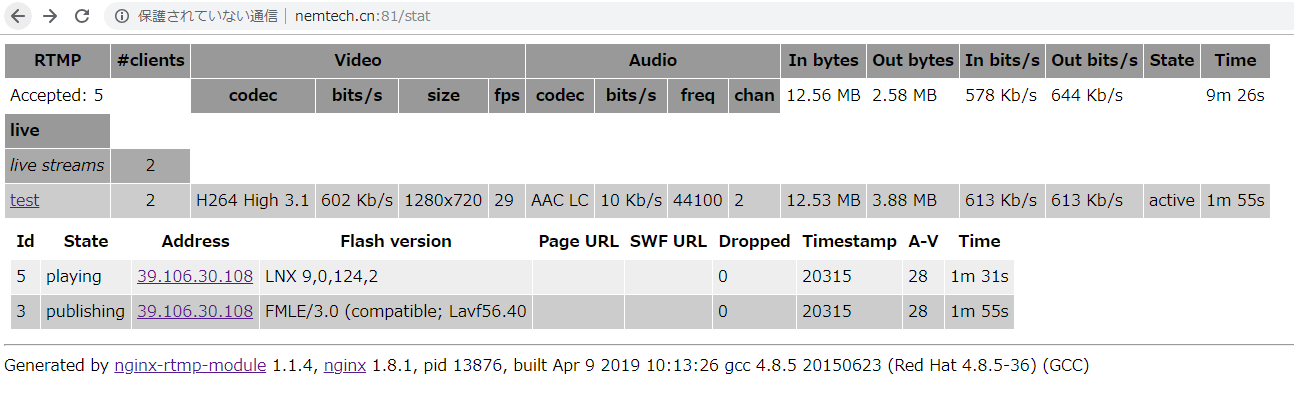 保護されていない通信 | nemtech.cn:81/stat
RTMP #clients Video Audio In bytes Out bytes In bits/s Out bits/s State Time
Accepted: 5 codec bits/s size fps codec bits/s freq chan 12.56 MB 2.58 MB 578 Kb/s 644 Kb/s 9m 26s
live
live streams 2
test 2 H264 High 3.1 602 Kb/s 1280x720 29 AAC LC 10 Kb/s 44100 2 12.53 MB 3.88 MB 613 Kb/s 613 Kb/s active 1m 55s
Id State Address Flash version Page URL SWF URL Dropped Timestamp A-V Time
5 playing 39.106.30.108 LNX 9,0,124,2 0 20315 28 1m 31s
3 publishing 39.106.30.108 FMLE/3.0 (compatible; Lavf56.40 0 20315 28 1m 55s
Generated by nginx-rtmp-module 1.1.4, nginx 1.8.1, pid 13876, built Apr 9 2019 10:13:26 gcc 4.8.5 20150623 (Red Hat 4.8.5-36) (GCC)